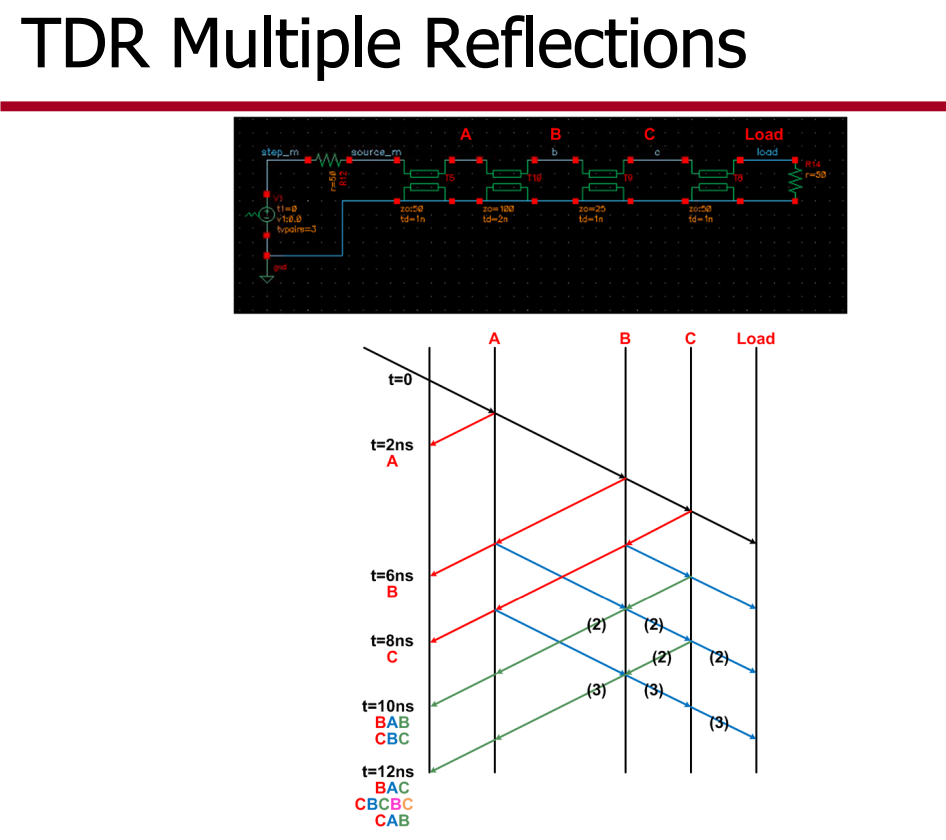 TDR Multiple Reflections
A B C Load
step_m source_m b c load
r=50 R12
T5 T10 T9 T8
R14
r=50
V1
t1=0
v1:0.0
tvpairs=3
zo:50
td=1n
zo=100
td=2n
zo=25
td=1n
zo:50
td=1n
gnd
A B C Load
t=0
t=2ns
A
t=6ns
B
(2) (2)
t=8ns
C
(2) (2)
(3) (3)
t=10ns
BAB
(3)
CBC
t=12ns
BAC
CBCBC
CAB